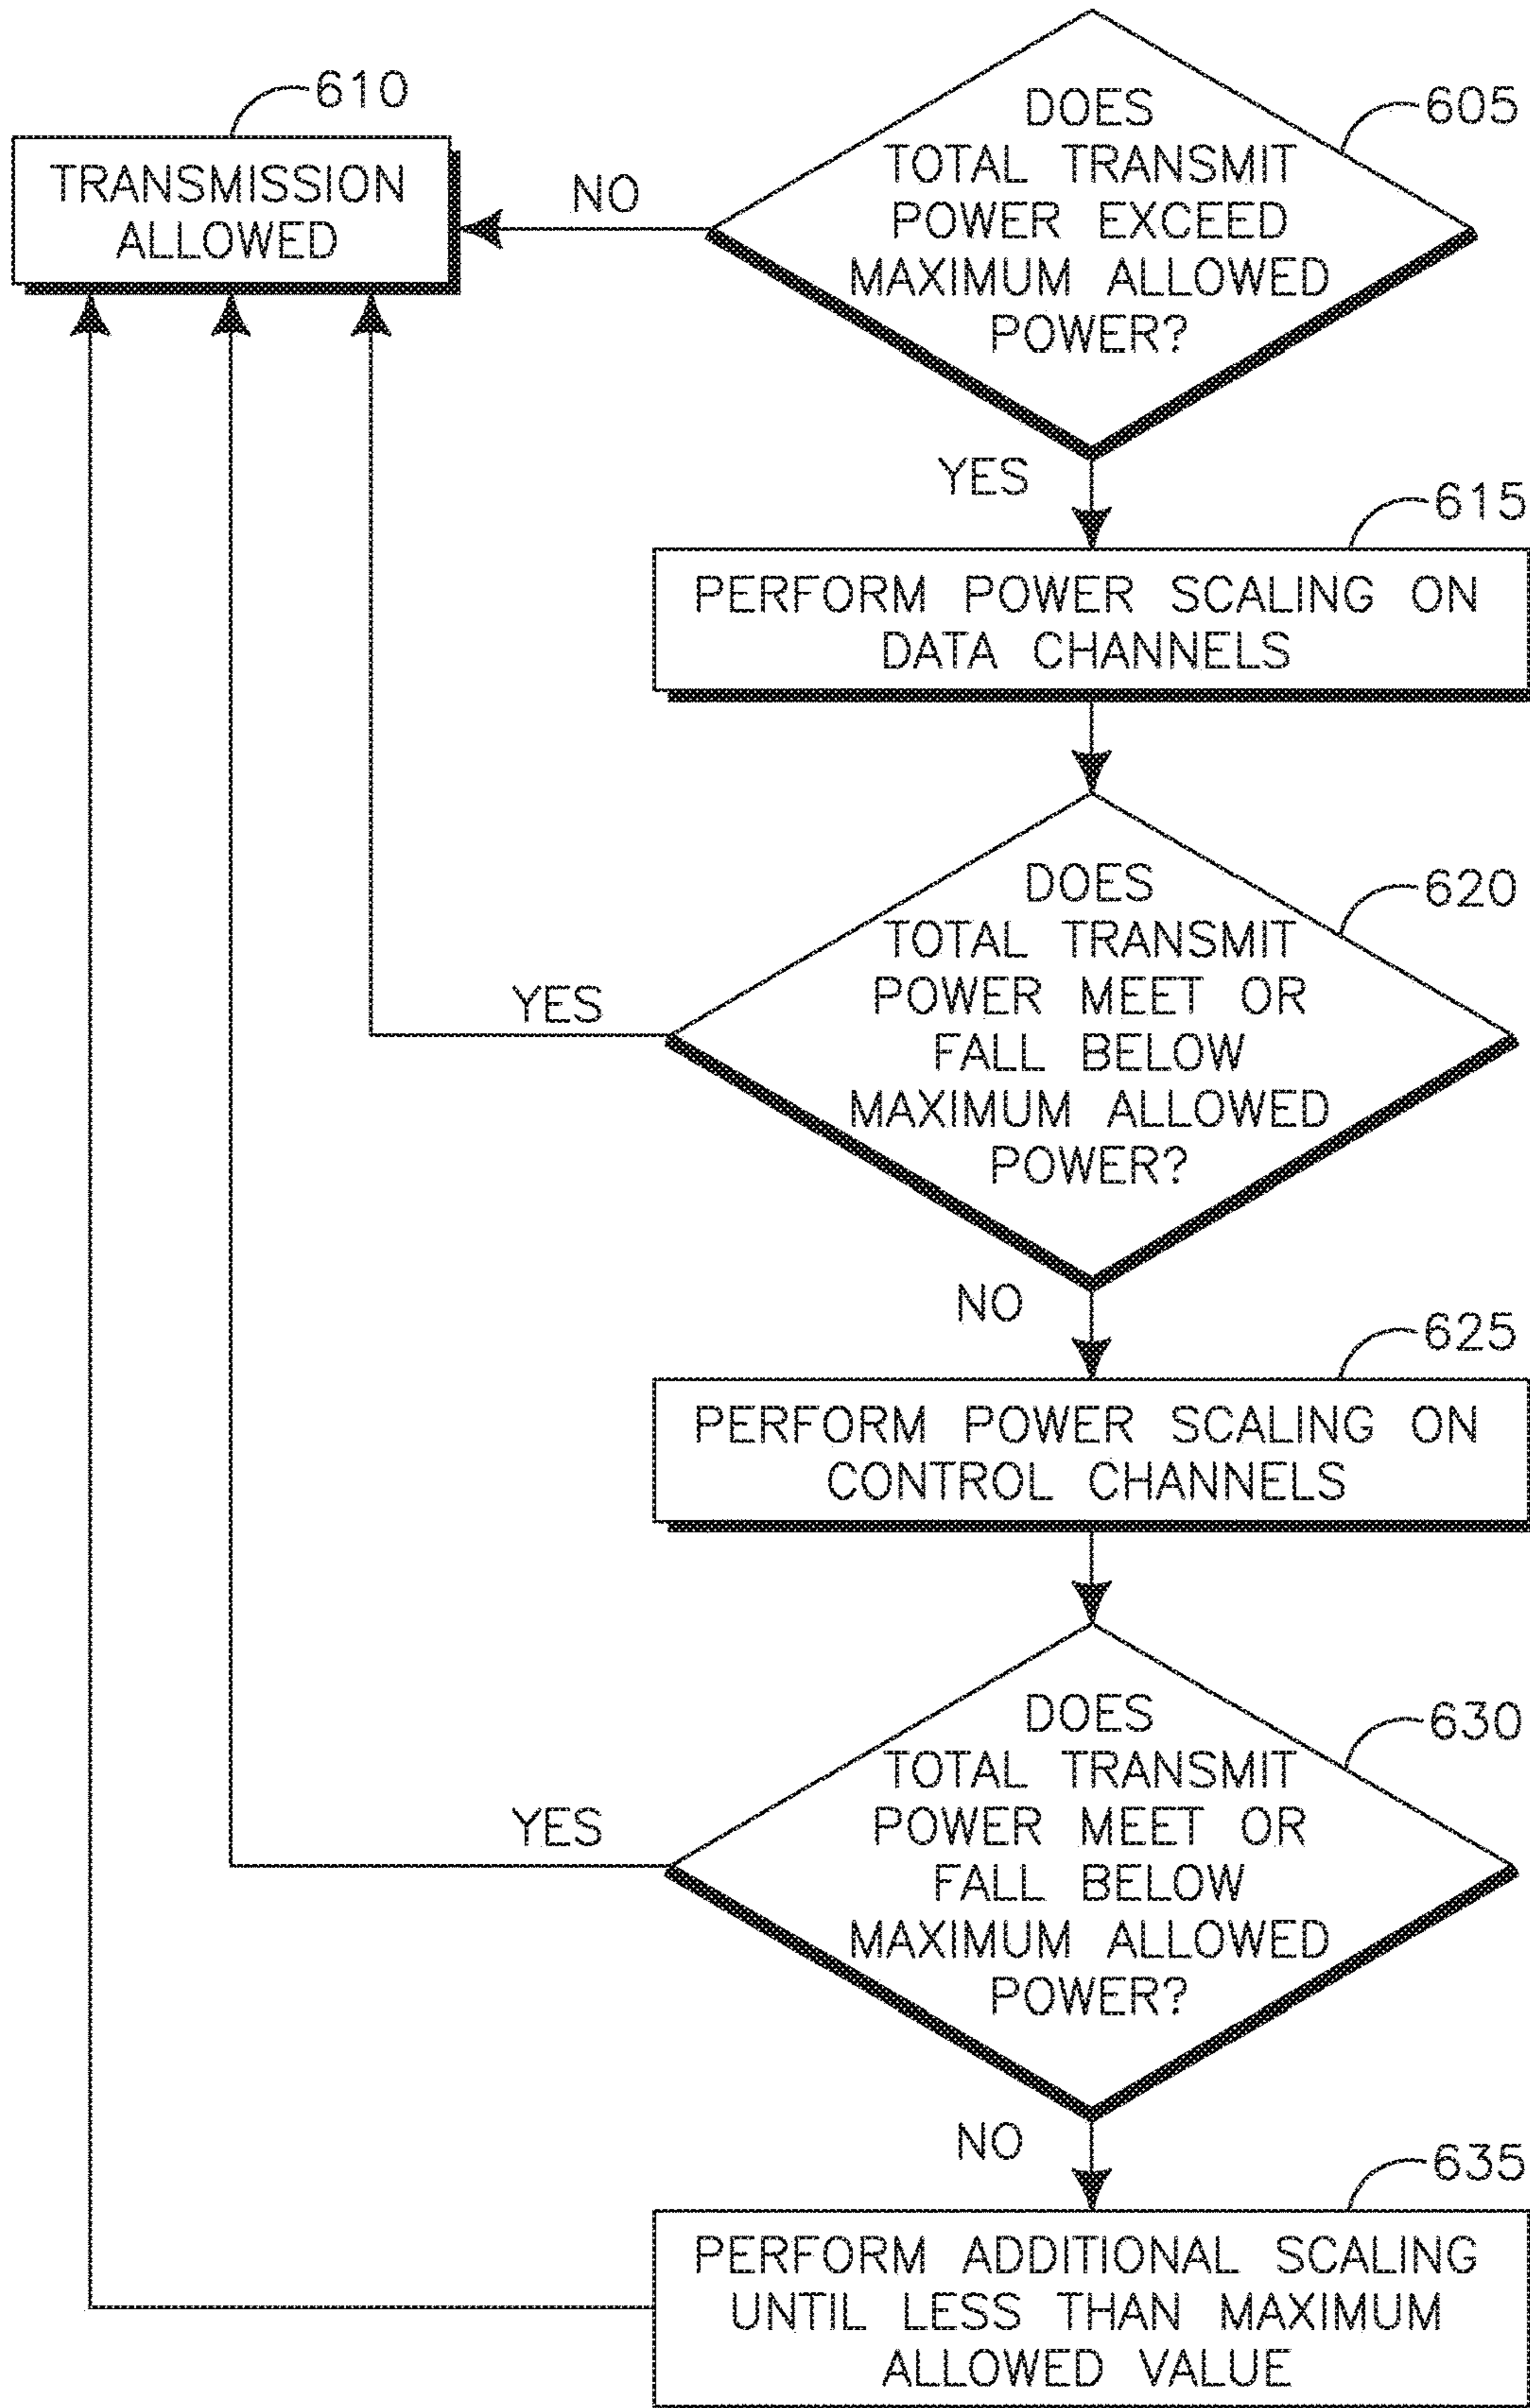 610
TRANSMISSION
ALLOWED
NO
DOES
TOTAL TRANSMIT
POWER EXCEED
MAXIMUM ALLOWED
POWER?
605
YES
615
PERFORM POWER SCALING ON
DATA CHANNELS
DOES
TOTAL TRANSMIT
POWER MEET OR
FALL BELOW
MAXIMUM ALLOWED
POWER?
620
YES
NO
625
PERFORM POWER SCALING ON
CONTROL CHANNELS
DOES
TOTAL TRANSMIT
POWER MEET OR
FALL BELOW
MAXIMUM ALLOWED
POWER?
630
YES
NO
635
PERFORM ADDITIONAL SCALING
UNTIL LESS THAN MAXIMUM
ALLOWED VALUE